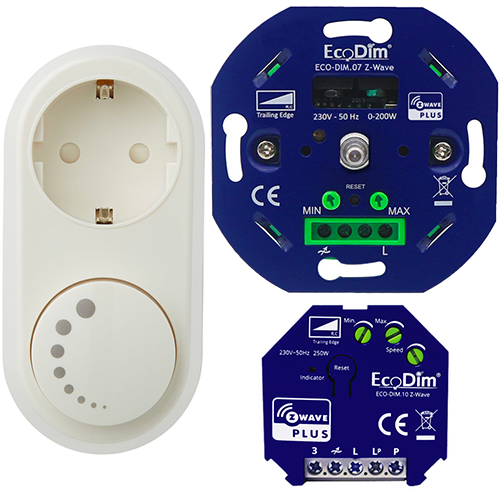 EcoDim®
ECO-DIM.07 Z-Wave
R,C
Trailing Edge
230V - 50 Hz
0-200W
Z WAVE
PLUS
RESET
CE
MIN
MAX
L
R,C
Trailing Edge
Min
Max
Speed
230V~50Hz 250W
Indicator
Reset
EcoDim®
ECO-DIM.10 Z-Wave
Z WAVE
PLUS
CE
3
L
LP
P